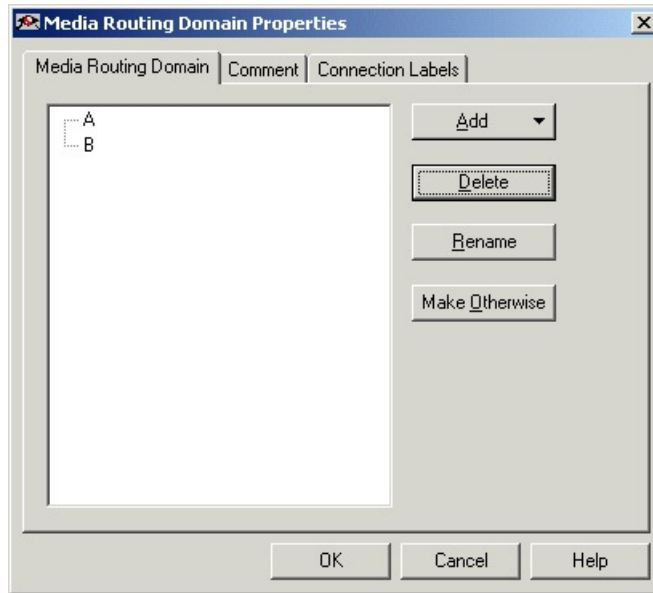 Media Routing Domain Properties
Media Routing Domain
Comment
Connection Labels
A
B
Add
Delete
Rename
Make Otherwise
OK
Cancel
Help